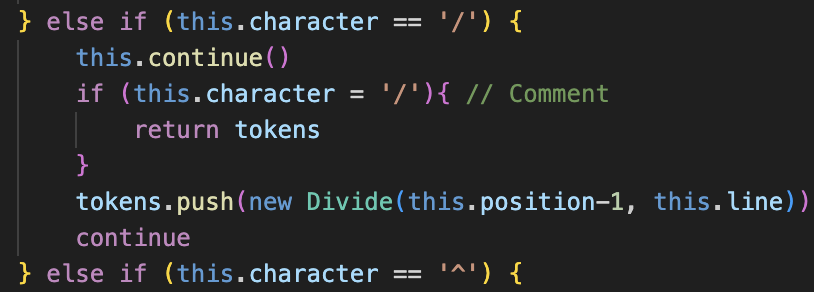 } else if (this.character == '/') {
this.continue()
if (this.character = '/'){ // Comment
return tokens
}
tokens.push(new Divide(this.position-1, this.line))
continue
} else if (this.character == '^') {